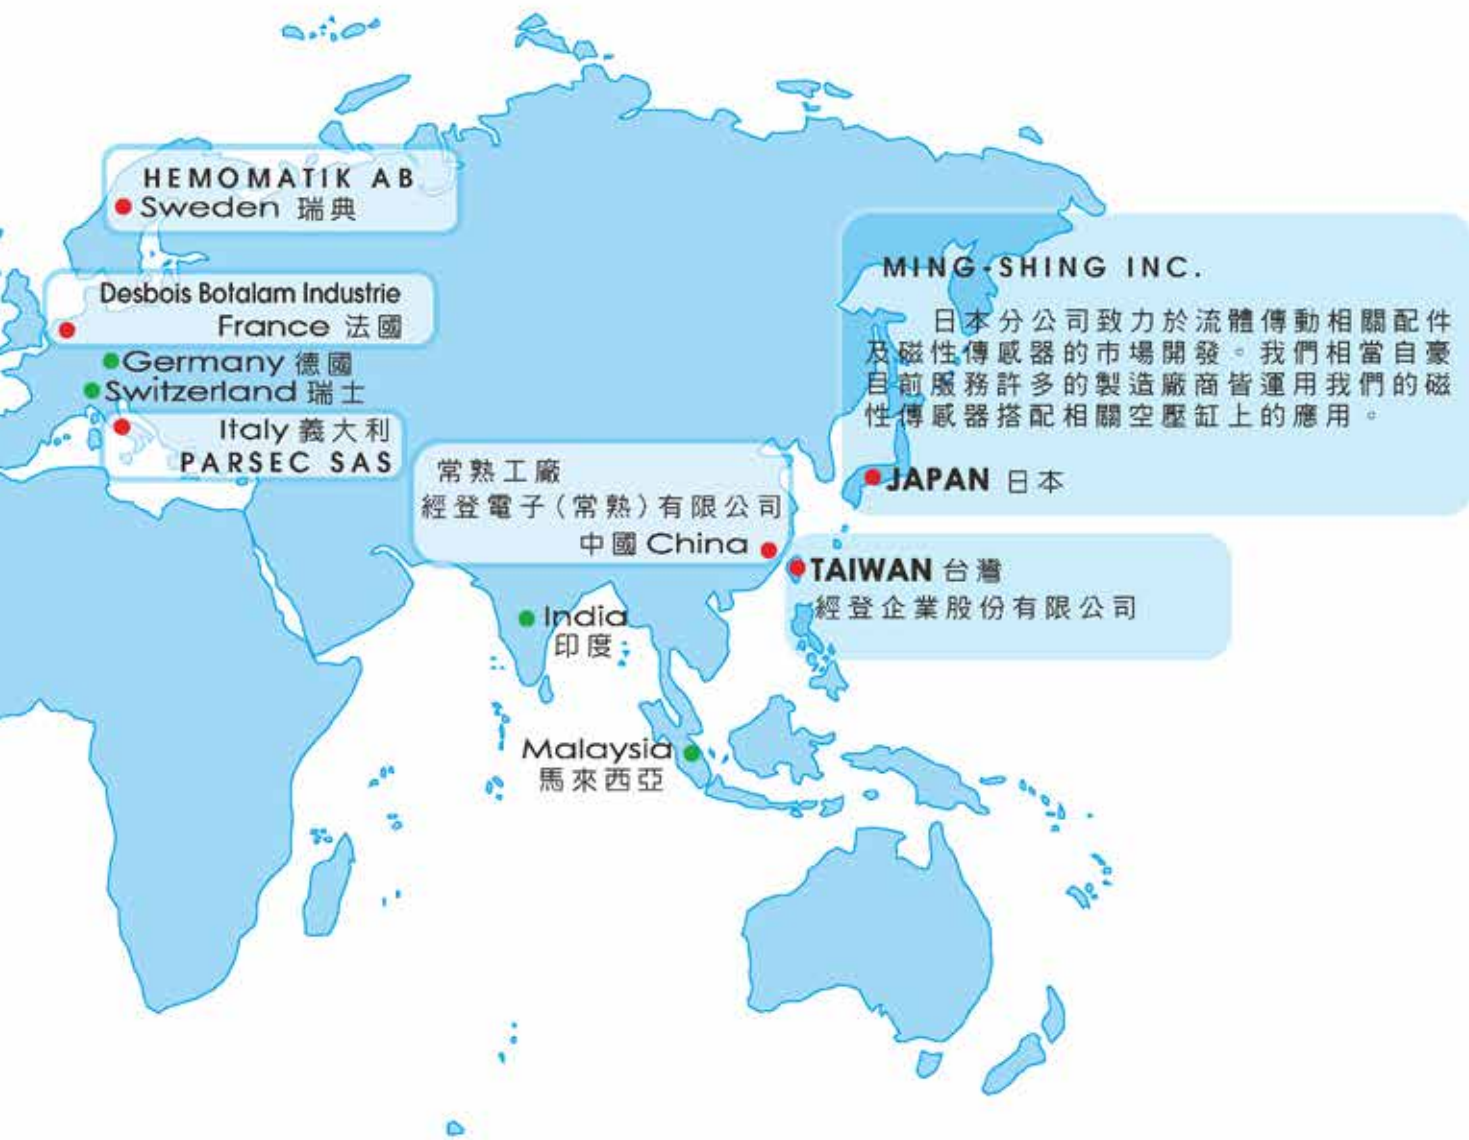 HEMOMATIK AB
Sweden 瑞典
Desbois Botalam Industrie
France 法國
Germany 德國
Switzerland 瑞士
Italy 義大利
PARSEC SAS
常熟工廠
經登電子(常熟)有限公司
中國 China
MING-SHING INC.
日本分公司致力於流體傳動相關配件
及磁性傳感器的市場開發。我們相當自豪
目前服務許多的製造廠商皆運用我們的磁
性傳感器搭配相關空壓缸上的應用。
JAPAN 日本
TAIWAN 台灣
經登企業股份有限公司
India
印度
Malaysia
馬來西亞